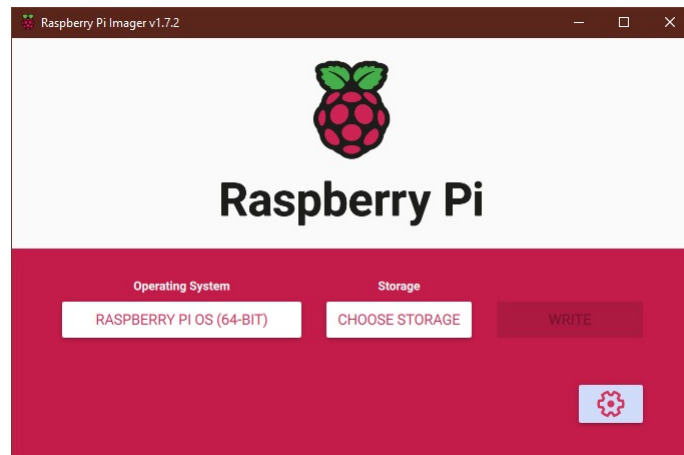 Raspberry Pi Imager v1.7.2
Raspberry Pi
Operating System
Storage
RASPBERRY PI OS (64-BIT)
CHOOSE STORAGE
WRITE